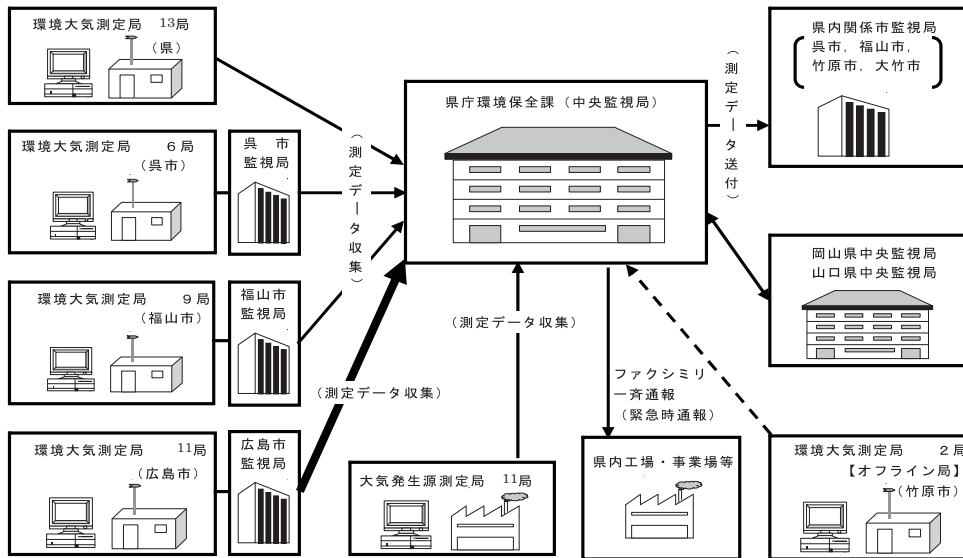 環境大気測定局 13局
（県）
環境大気測定局 6局
（呉市）
呉 市
監視局
環境大気測定局 9局
（福山市）
福山市
監視局
環境大気測定局 11局
（広島市）
広島市
監視局
（測定データ収集）
（測定データ収集）
県庁環境保全課（中央監視局）
（測定データ収集）
大気発生源測定局 11局
ファクシミリ
一斉通報
（緊急時通報）
県内工場・事業場等
（測定データ送付）
県内関係市監視局
呉市，福山市，
竹原市，大竹市
岡山県中央監視局
山口県中央監視局
環境大気測定局 2局
【オフライン局】
（竹原市）